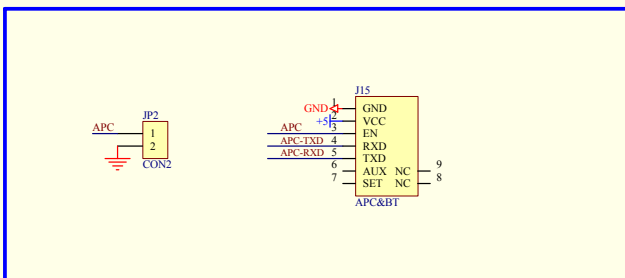 JP2
APC
1
2
CON2
J15
GND 1 GND
+5 2 VCC
APC 3 EN
APC-TXD 4 RXD
APC-RXD 5 TXD
6 AUX NC 9
7 SET NC 8
APC&BT